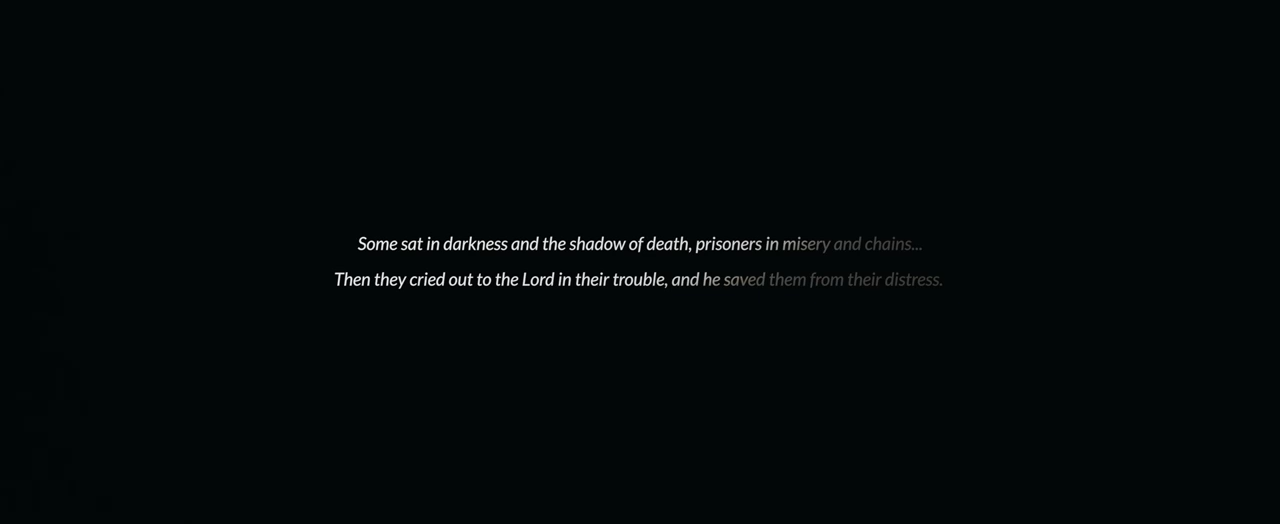 Some sat in darkness and the shadow of death, prisoners in misery and chains...
Then they cried out to the Lord in their trouble, and he saved them from their distress.